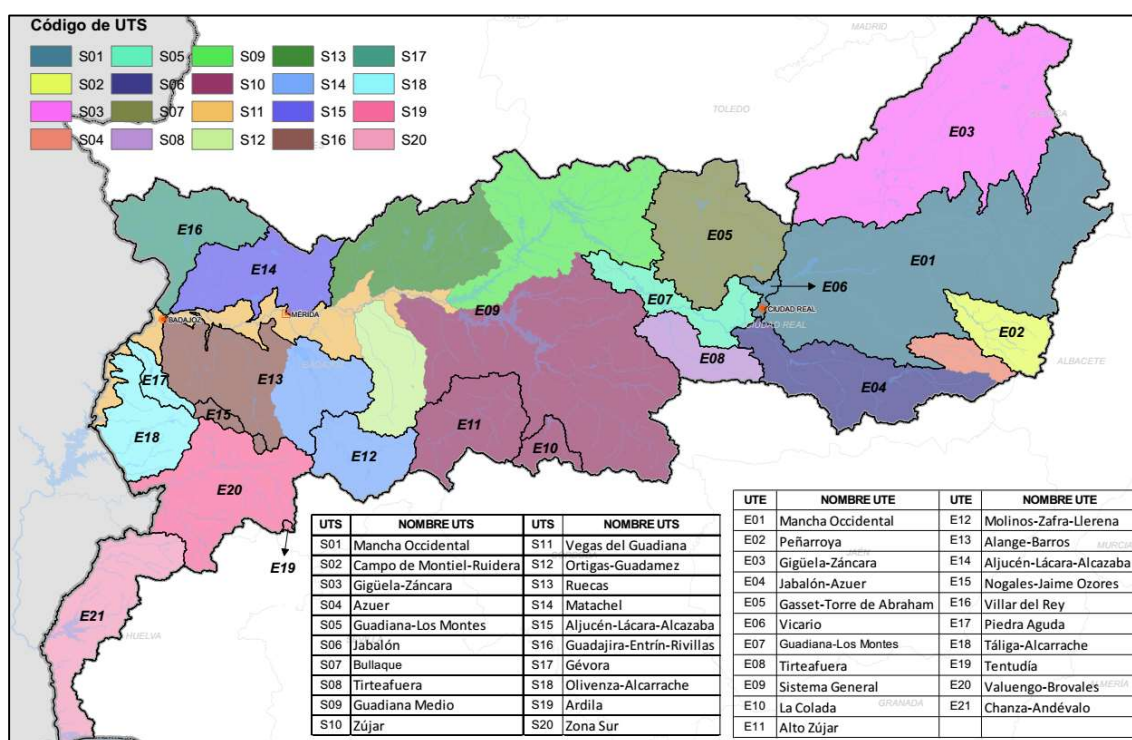 Código de UTS
S01 S05 S09 S13 S17
S02 S06 S10 S14 S18
S03 S07 S11 S15 S19
S04 S08 S12 S16 S20
MADRID
TOLEDO
CUENCA
E03
E16
E05
E14
E01
E07
E06
E09
BADAJOZ
MÉRIDA
CIUDAD REAL
CIUDAD REAL
E02
E08
ALBACETE
E17
E13
E04
E15
E18
E11
E12
E10
E20
E19
E21
HUELVA
JAÉN
MURCIA
GRANADA
ALMERÍA
UTS NOMBRE UTS UTS NOMBRE UTS
S01 Mancha Occidental S11 Vegas del Guadiana
S02 Campo de Montiel-Ruidera S12 Ortigas-Guadamez
S03 Gigüela-Záncara S13 Ruecas
S04 Azuer S14 Matachel
S05 Guadiana-Los Montes S15 Aljucén-Lácara-Alcazaba
S06 Jabalón S16 Guadajira-Entrín-Rivillas
S07 Bullaque S17 Gévora
S08 Tirteafuera S18 Olivenza-Alcarrache
S09 Guadiana Medio S19 Ardila
S10 Zújar S20 Zona Sur
UTE NOMBRE UTE UTE NOMBRE UTE
E01 Mancha Occidental E12 Molinos-Zafra-Llerena
E02 Peñarroya E13 Alange-Barros
E03 Gigüela-Záncara E14 Aljucén-Lácara-Alcazaba
E04 Jabalón-Azuer E15 Nogales-Jaime Ozores
E05 Gasset-Torre de Abraham E16 Villar del Rey
E06 Vicario E17 Piedra Aguda
E07 Guadiana-Los Montes E18 Táliga-Alcarrache
E08 Tirteafuera E19 Tentudía
E09 Sistema General E20 Valuengo-Brovales
E10 La Colada E21 Chanza-Andévalo
E11 Alto Zújar